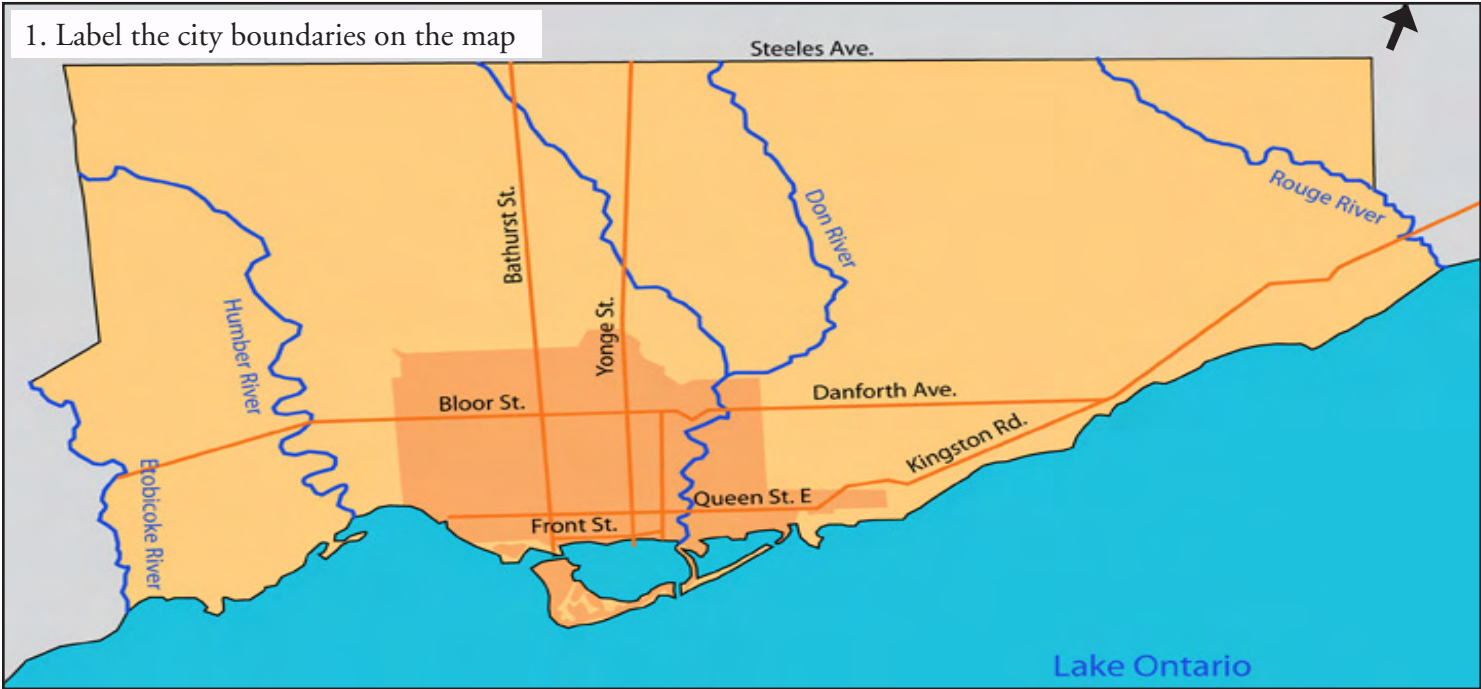 1. Label the city boundaries on the map
Steeles Ave.
Bathurst St.
Yonge St.
Don River
Rouge River
Humber River
Bloor St.
Danforth Ave.
Kingston Rd.
Etobicoke River
Queen St. E
Front St.
Lake Ontario